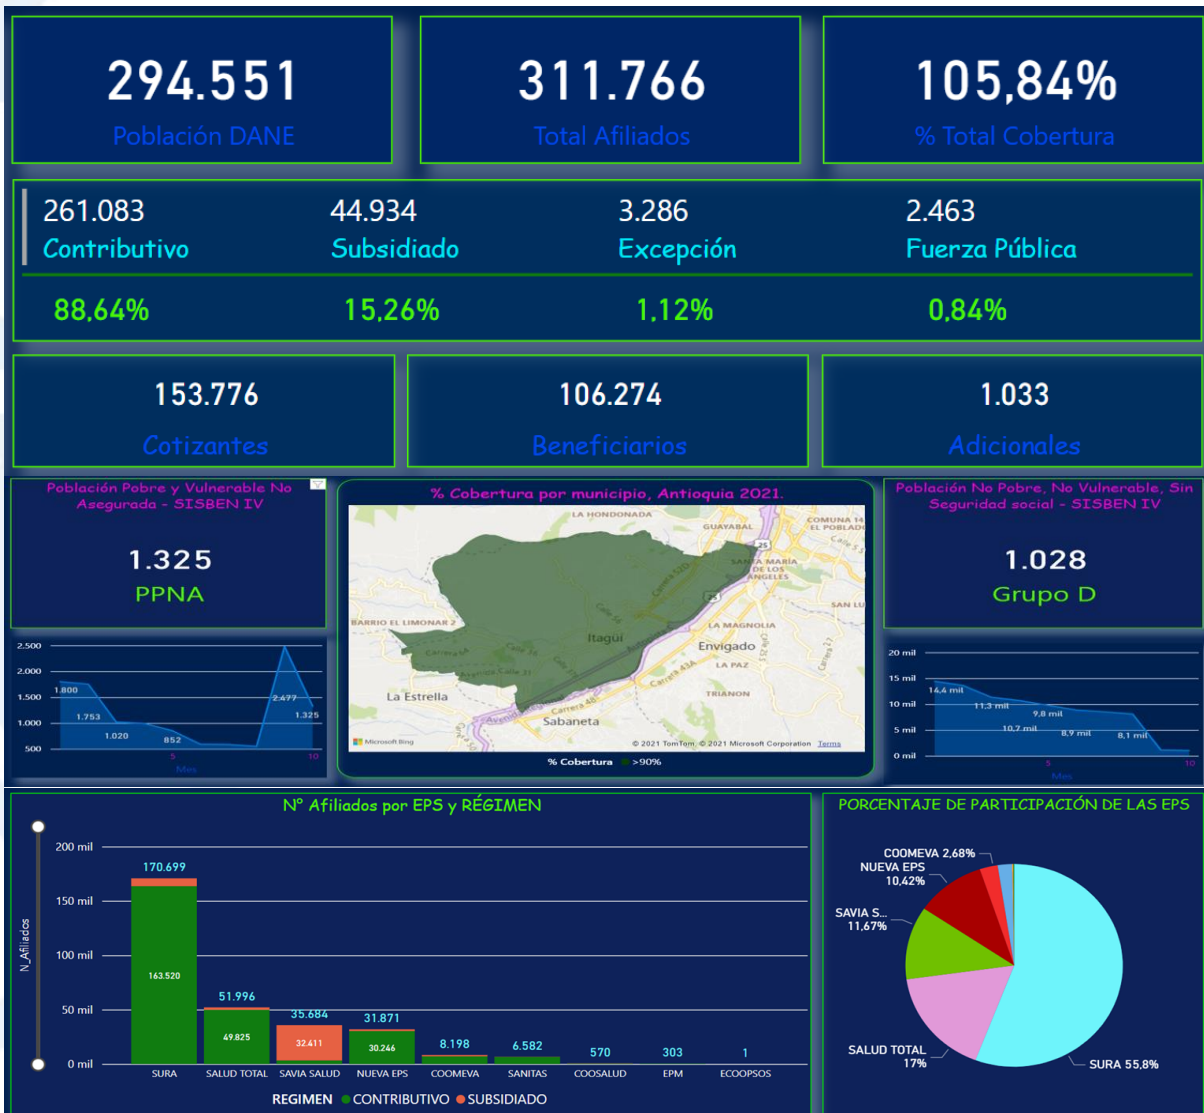 294.551
Población DANE
311.766
Total Afiliados
105,84%
% Total Cobertura
261.083
Contributivo
44.934
Subsidiado
3.286
Excepción
2.463
Fuerza Pública
88,64%
15,26%
1,12%
0,84%
153.776
Cotizantes
106.274
Beneficiarios
1.033
Adicionales
Población Pobre y Vulnerable No
Asegurada - SISBEN IV
1.325
PPNA
2.500
2.000
1.500
1.000
500
1.800
1.753
1.020
852
2.477
1.325
5
10
Mes
% Cobertura por municipio, Antioquia 2021.
LA HONDONADA
GUAYABAL
COMUNA 14
EL POBLADO
25
SANTA MARÍA
DE LOS
ANGELES
SAN LU
BARRIO EL LIMONAR 2
Itagüí
LA MAGNOLIA
Envigado
LA PAZ
La Estrella
TRIANON
Carrera 43A
Carrera 48
Sabaneta
Microsoft Bing
© 2021 TomTom, © 2021 Microsoft Corporation Terms
% Cobertura >90%
Población No Pobre, No Vulnerable, Sin
Seguridad social - SISBEN IV
1.028
Grupo D
20 mil
15 mil
10 mil
5 mil
0 mil
14,4 mil
11,3 mil
10,7 mil
9,8 mil
8,9 mil
8,1 mil
5
10
Mes
N° Afiliados por EPS y RÉGIMEN
N_Afiliados
200 mil
150 mil
100 mil
50 mil
0 mil
170.699
163.520
51.996
49.825
35.684
32.411
31.871
30.246
8.198
6.582
570
303
1
SURA
SALUD TOTAL
SAVIA SALUD
NUEVA EPS
COOMEVA
SANITAS
COOSALUD
EPM
ECOOPSOS
REGIMEN CONTRIBUTIVO SUBSIDIADO
PORCENTAJE DE PARTICIPACIÓN DE LAS EPS
COOMEVA 2,68%
NUEVA EPS
10,42%
SAVIA S...
11,67%
SALUD TOTAL
17%
SURA 55,8%